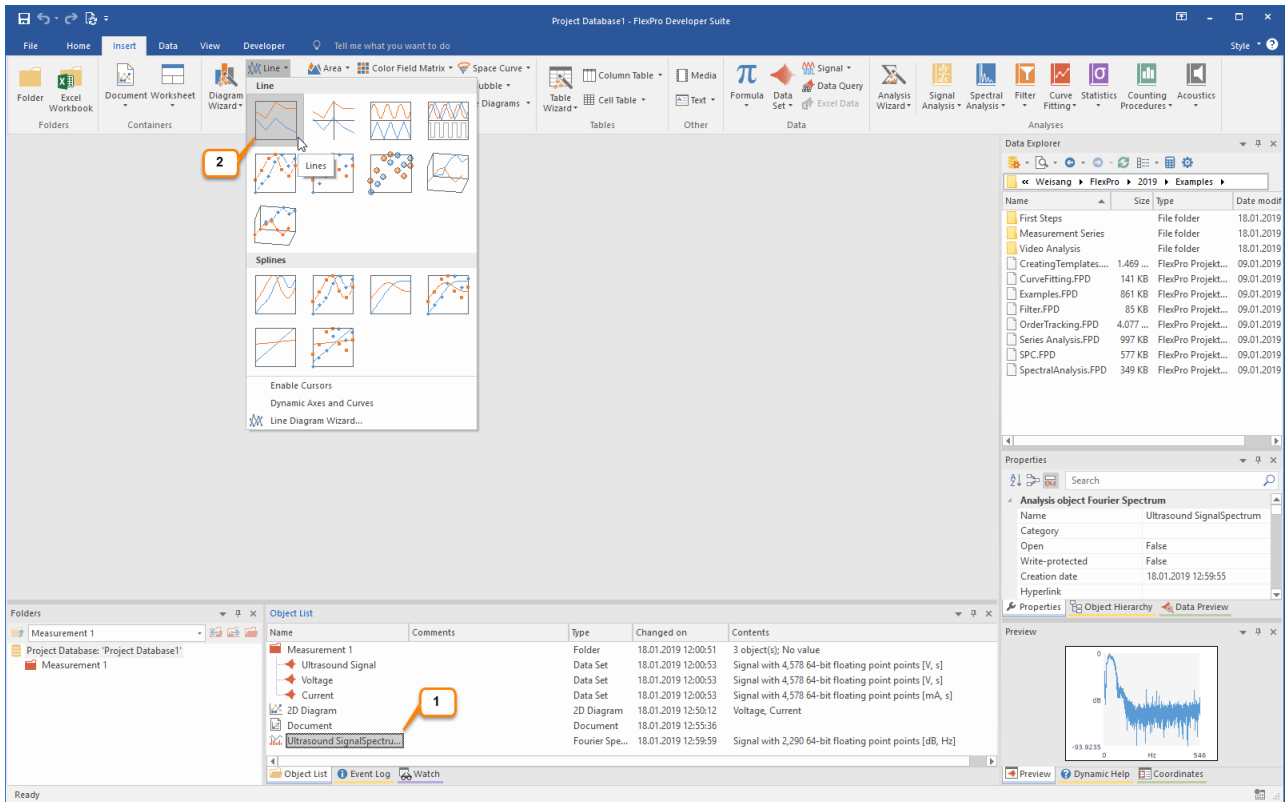 Project Database1 - FlexPro Developer Suite
File Home Insert Data View Developer Tell me what you want to do Style
Folder Excel Workbook
Folders
Document Worksheet
Containers
Diagram Wizard
Line Area Color Field Matrix Space Curve
ubble
Diagrams
Table Wizard Column Table Cell Table
Tables
Media Text
Other
Formula Data Set Signal Data Query Excel Data
Data
Analysis Wizard Signal Analysis Spectral Analysis Filter Curve Fitting Statistics Counting Procedures Acoustics
Analyses
Line
2
Lines
Splines
Enable Cursors
Dynamic Axes and Curves
Line Diagram Wizard...
Data Explorer
« Weisang FlexPro 2019 Examples
Name Size Type Date modif
First Steps File folder 18.01.2019
Measurement Series File folder 18.01.2019
Video Analysis File folder 18.01.2019
CreatingTemplates.... 1.469 ... FlexPro Projekt... 09.01.2019
CurveFitting.FPD 141 KB FlexPro Projekt... 09.01.2019
Examples.FPD 861 KB FlexPro Projekt... 09.01.2019
Filter.FPD 85 KB FlexPro Projekt... 09.01.2019
OrderTracking.FPD 4.077 ... FlexPro Projekt... 09.01.2019
Series Analysis.FPD 997 KB FlexPro Projekt... 09.01.2019
SPC.FPD 577 KB FlexPro Projekt... 09.01.2019
SpectralAnalysis.FPD 349 KB FlexPro Projekt... 09.01.2019
Properties
Search
Analysis object Fourier Spectrum
Name Ultrasound SignalSpectrum
Category
Open False
Write-protected False
Creation date 18.01.2019 12:59:55
Hyperlink
Properties Object Hierarchy Data Preview
Folders
Measurement 1
Project Database: 'Project Database1'
Measurement 1
Object List
Name Comments Type Changed on Contents
Measurement 1 Folder 18.01.2019 12:00:51 3 object(s); No value
Ultrasound Signal Data Set 18.01.2019 12:00:53 Signal with 4,578 64-bit floating point points [V, s]
Voltage Data Set 18.01.2019 12:00:53 Signal with 4,578 64-bit floating point points [V, s]
Current Data Set 18.01.2019 12:00:53 Signal with 4,578 64-bit floating point points [mA, s]
2D Diagram 2D Diagram 18.01.2019 12:50:12 Voltage, Current
Document Document 18.01.2019 12:55:36
Ultrasound SignalSpectru... Fourier Spe... 18.01.2019 12:59:59 Signal with 2,290 64-bit floating point points [dB, Hz]
1
Object List Event Log Watch
Preview
0
dB
-93.9235
0 Hz 546
Preview Dynamic Help Coordinates
Ready